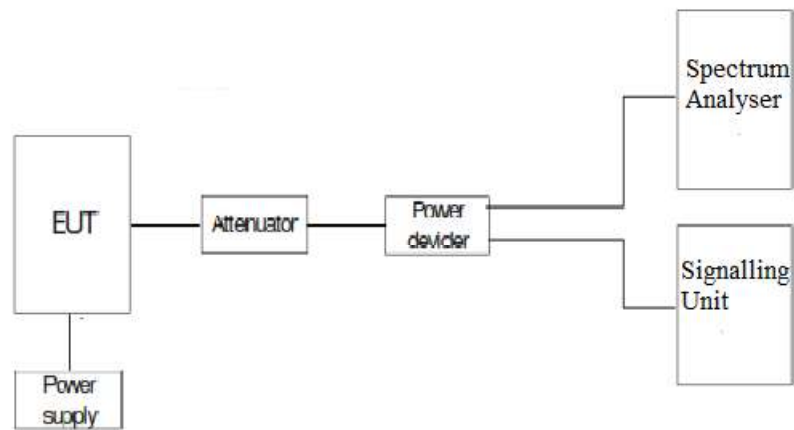 Spectrum
Analyser
EUT
Attenuator
Power
devider
Signalling
Unit
Power
supply